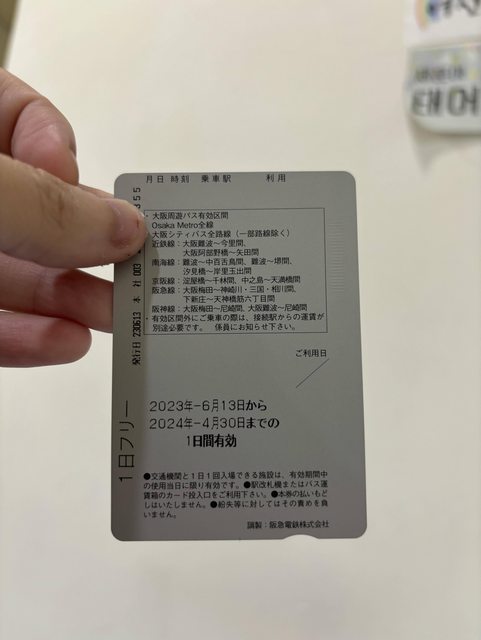 月日 時刻 乗車駅 利用
・大阪周遊パス有効区間
Osaka Metro全線
・大阪シティバス全路線(一部路線除く)
近鉄線：大阪難波～今里間、
大阪阿部野橋～矢田間
南海線：難波～中百舌鳥間、難波～堺間、
汐見橋～岸里玉出間
京阪線：淀屋橋～千林間、中之島～天満橋間
阪急線：大阪梅田～神崎川・三国・相川間、
下新庄～天神橋筋六丁目間
阪神線：大阪梅田～尼崎間、大阪難波～尼崎間
・有効区間外にご乗車の際は、接続駅からの運賃が
別途必要です。 係員にお知らせ下さい。
ご利用日
2023年-6月13日から
2024年-4月30日までの
1日間有効
●交通機関と1日1回入場できる施設は、有効期間中
の使用当日に限り有効です。●駅改札機またはバス運
賃箱のカード投入口をご利用下さい。●本券の払いもど
しはいたしません。●紛失等に対してはその責めを負
いません。
調製：阪急電鉄株式会社
1日フリー
発行日 230613 本 社 003
55
태어